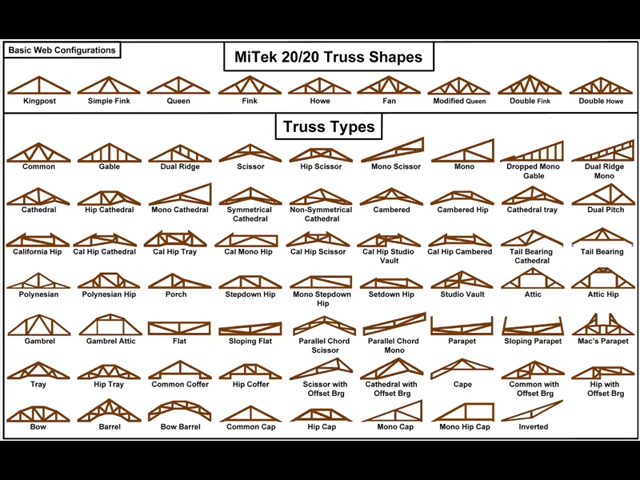 Basic Web Configurations
MiTek 20/20 Truss Shapes
Kingpost Simple Fink Queen Fink Howe Fan Modified Queen Double Fink Double Howe
Truss Types
Common Gable Dual Ridge Scissor Hip Scissor Mono Scissor Mono Dropped Mono Dual Ridge
Gable Mono
Cathedral Hip Cathedral Mono Cathedral Symmetrical Non-Symmetrical Cambered Cambered Hip Cathedral tray Dual Pitch
Cathedral Cathedral
California Hip Cal Hip Cathedral Cal Hip Tray Cal Mono Hip Cal Hip Scissor Cal Hip Studio Cal Hip Cambered Tail Bearing Tail Bearing
Vault Cathedral
Polynesian Polynesian Hip Porch Stepdown Hip Mono Stepdown Setdown Hip Studio Vault Attic Attic Hip
Hip
Gambrel Gambrel Attic Flat Sloping Flat Parallel Chord Parallel Chord Parapet Sloping Parapet Mac's Parapet
Scissor Mono
Tray Hip Tray Common Coffer Hip Coffer Scissor with Cathedral with Cape Common with Hip with
Offset Brg Offset Brg Offset Brg Offset Brg
Bow Barrel Bow Barrel Common Cap Hip Cap Mono Cap Mono Hip Cap Inverted